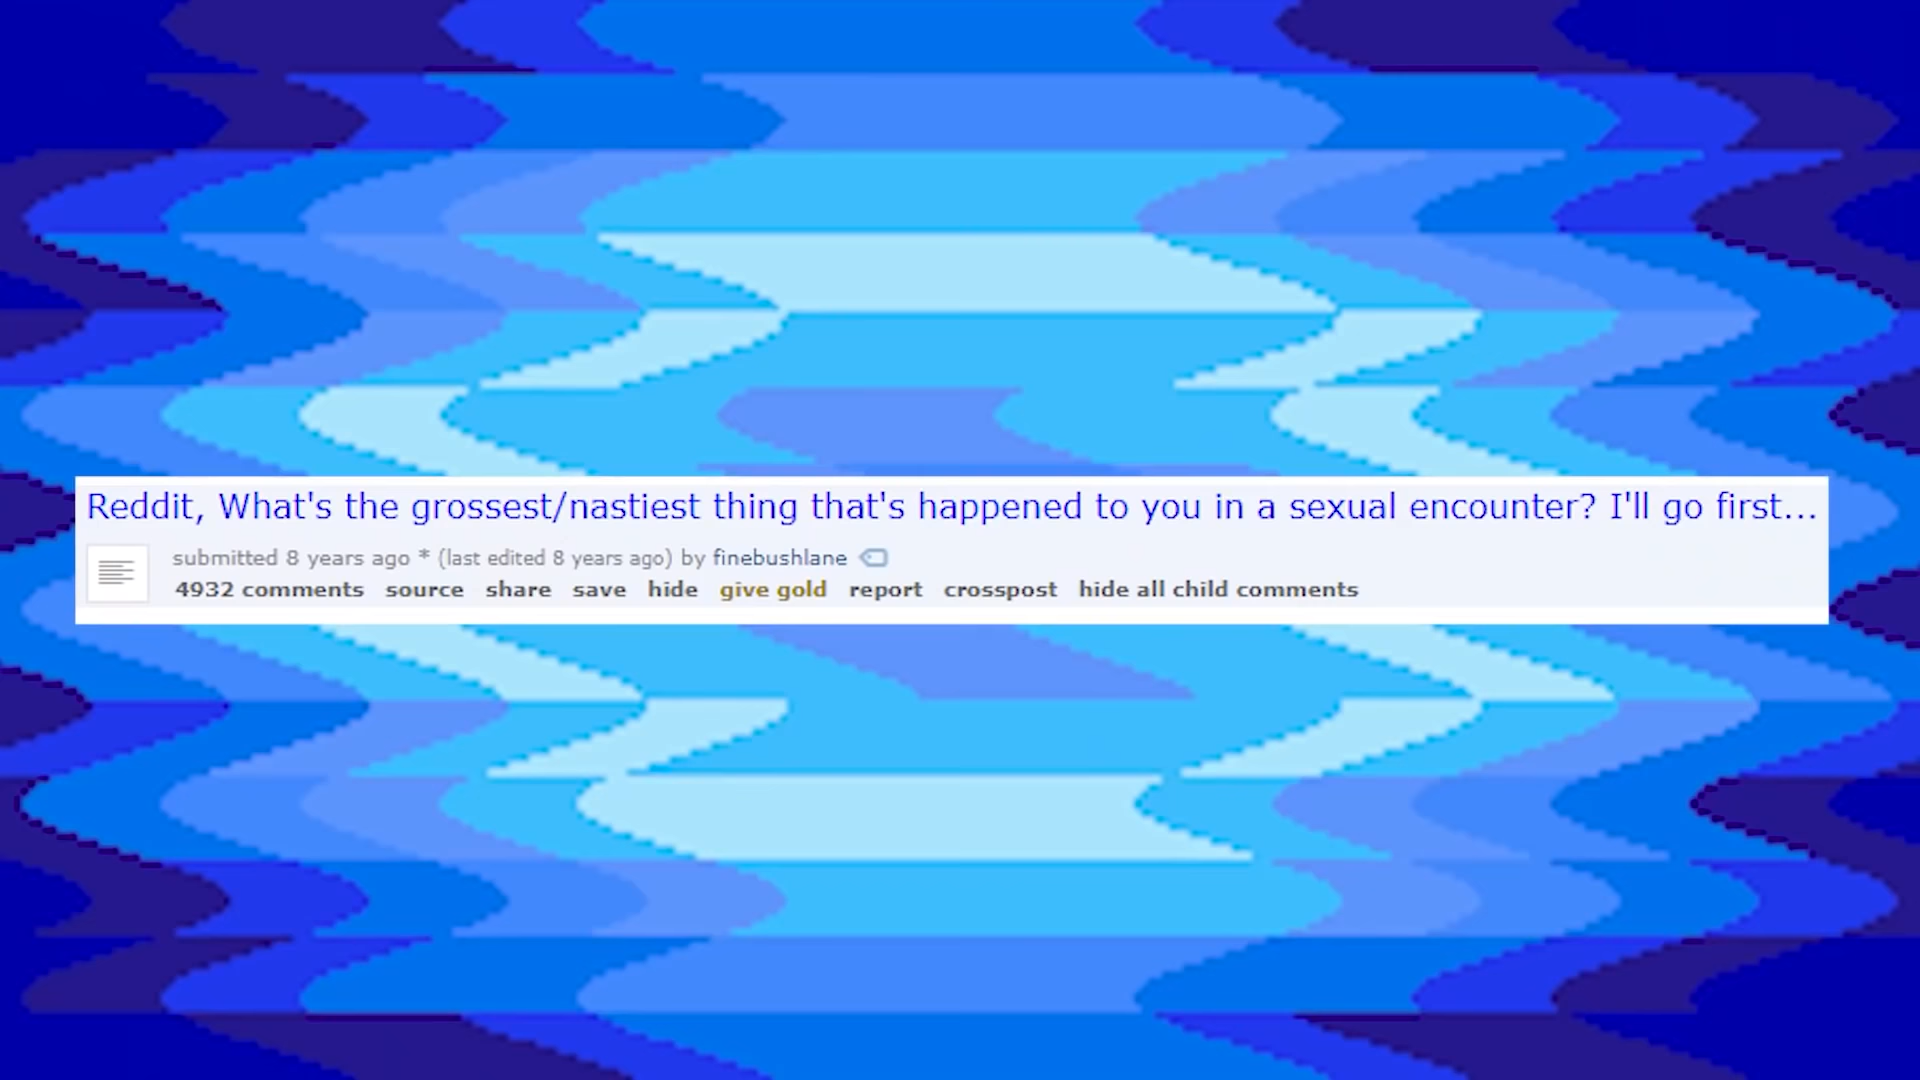 Reddit, What's the grossest/nastiest thing that's happened to you in a sexual encounter? I'll go first...
submitted 8 years ago * (last edited 8 years ago) by finebushlane
4932 comments source share save hide give gold report crosspost hide all child comments